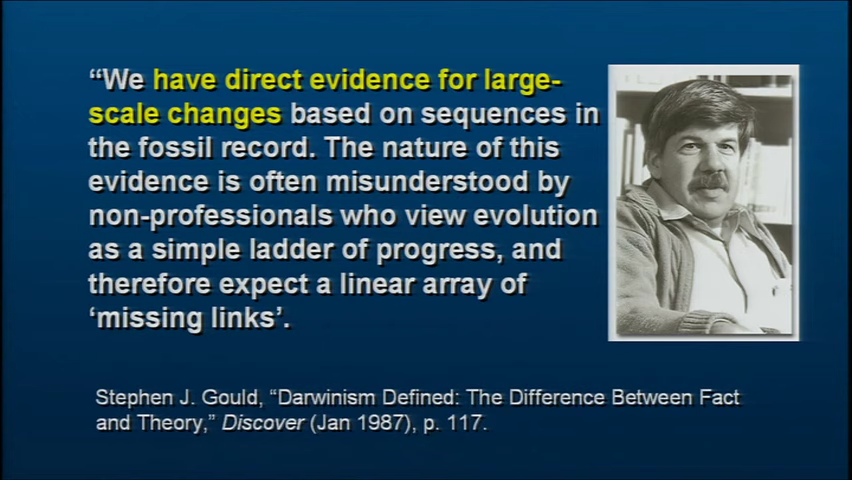 “We have direct evidence for large-
scale changes based on sequences in
the fossil record. The nature of this
evidence is often misunderstood by
non-professionals who view evolution
as a simple ladder of progress, and
therefore expect a linear array of
‘missing links’.
Stephen J. Gould, “Darwinism Defined: The Difference Between Fact
and Theory,” Discover (Jan 1987), p. 117.